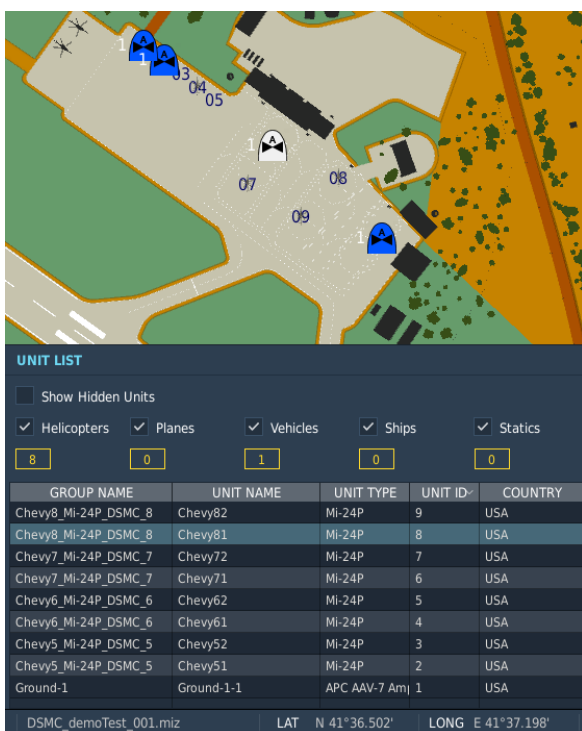 1
A
1
A
03
04
05
1
A
07
08
09
1
A
UNIT LIST
Show Hidden Units
Helicopters Planes Vehicles Ships Statics
8 0 1 0 0
GROUP NAME UNIT NAME UNIT TYPE UNIT ID COUNTRY
Chevy8_Mi-24P_DSMC_8 Chevy82 Mi-24P 9 USA
Chevy8_Mi-24P_DSMC_8 Chevy81 Mi-24P 8 USA
Chevy7_Mi-24P_DSMC_7 Chevy72 Mi-24P 7 USA
Chevy7_Mi-24P_DSMC_7 Chevy71 Mi-24P 6 USA
Chevy6_Mi-24P_DSMC_6 Chevy62 Mi-24P 5 USA
Chevy6_Mi-24P_DSMC_6 Chevy61 Mi-24P 4 USA
Chevy5_Mi-24P_DSMC_5 Chevy52 Mi-24P 3 USA
Chevy5_Mi-24P_DSMC_5 Chevy51 Mi-24P 2 USA
Ground-1 Ground-1-1 APC AAV-7 Am 1 USA
DSMC_demoTest_001.miz LAT N 41°36.502' LONG E 41°37.198'